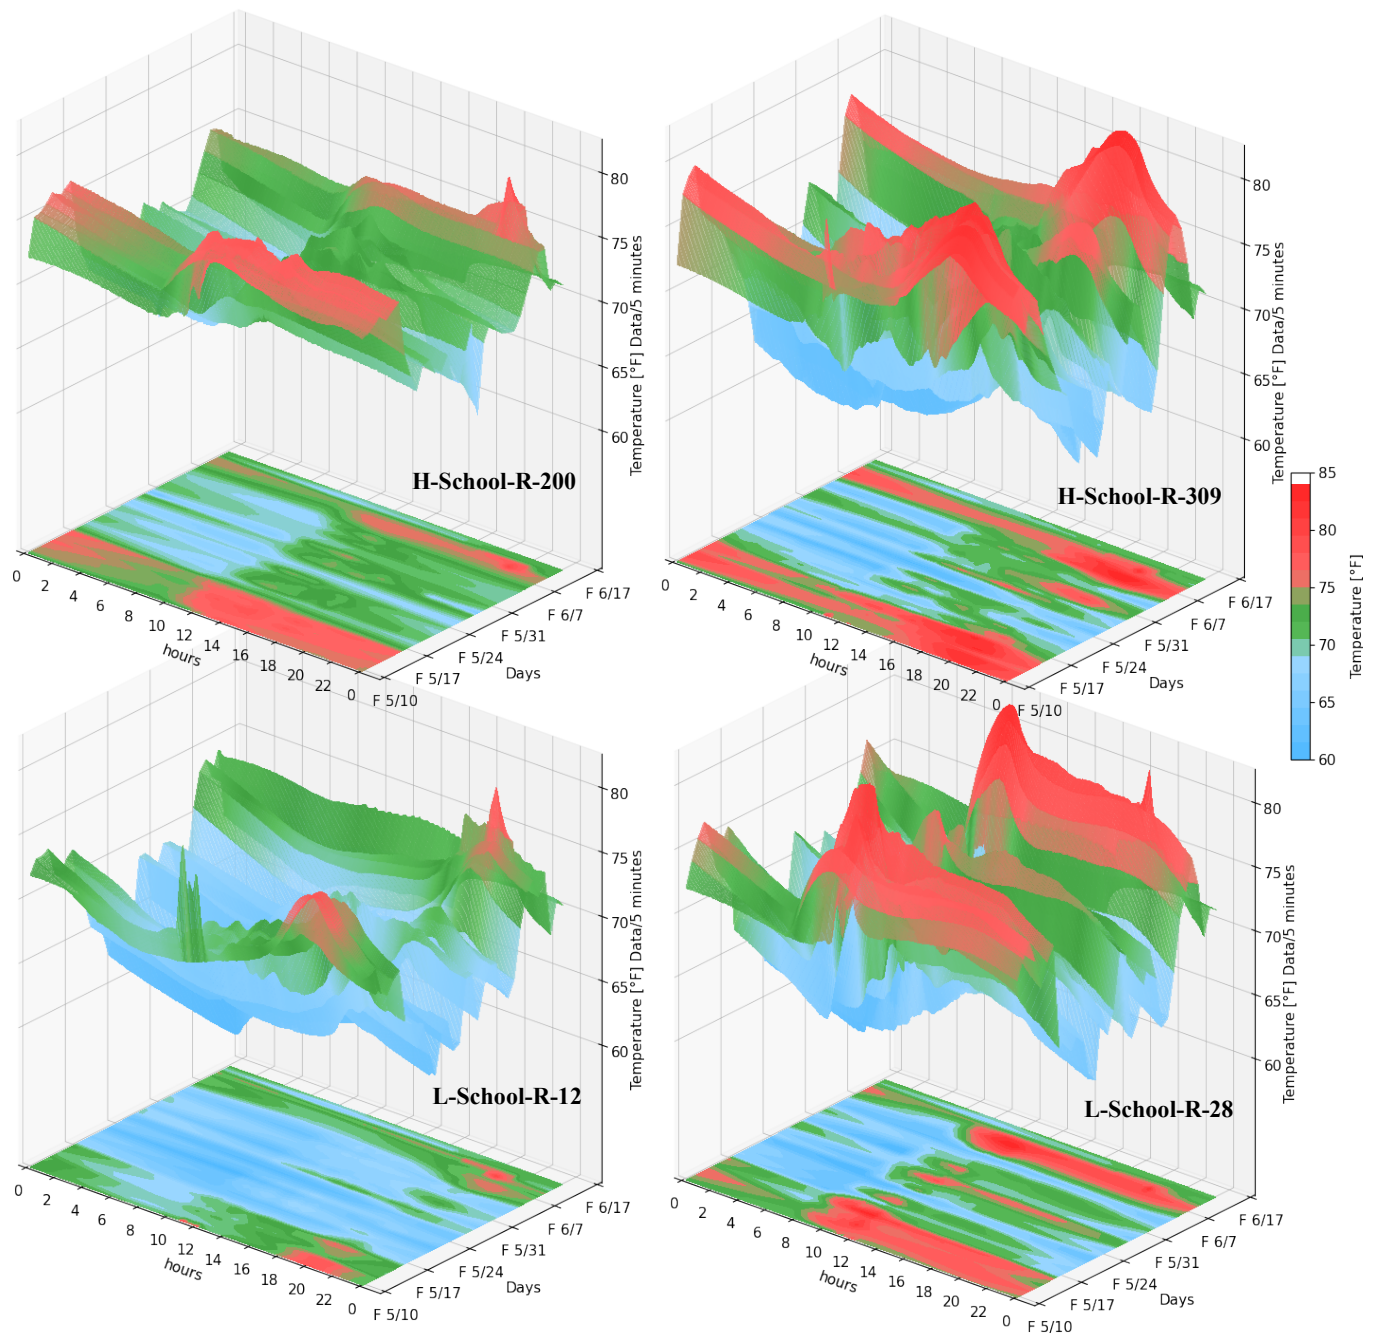 80
75
70
65
60
Temperature [°F] Data/5 minutes
H-School-R-200
0
2
4
6
8
10
12
14
16
18
20
22
0
hours
F 5/10
F 5/17
F 5/24
F 5/31
F 6/7
F 6/17
Days
80
75
70
65
60
Temperature [°F] Data/5 minutes
H-School-R-309
0
2
4
6
8
10
12
14
16
18
20
22
0
hours
F 5/10
F 5/17
F 5/24
F 5/31
F 6/7
F 6/17
Days
85
80
75
70
65
60
Temperature [°F]
80
75
70
65
60
Temperature [°F] Data/5 minutes
L-School-R-12
0
2
4
6
8
10
12
14
16
18
20
22
0
hours
F 5/10
F 5/17
F 5/24
F 5/31
F 6/7
F 6/17
Days
80
75
70
65
60
Temperature [°F] Data/5 minutes
L-School-R-28
0
2
4
6
8
10
12
14
16
18
20
22
0
hours
F 5/10
F 5/17
F 5/24
F 5/31
F 6/7
F 6/17
Days